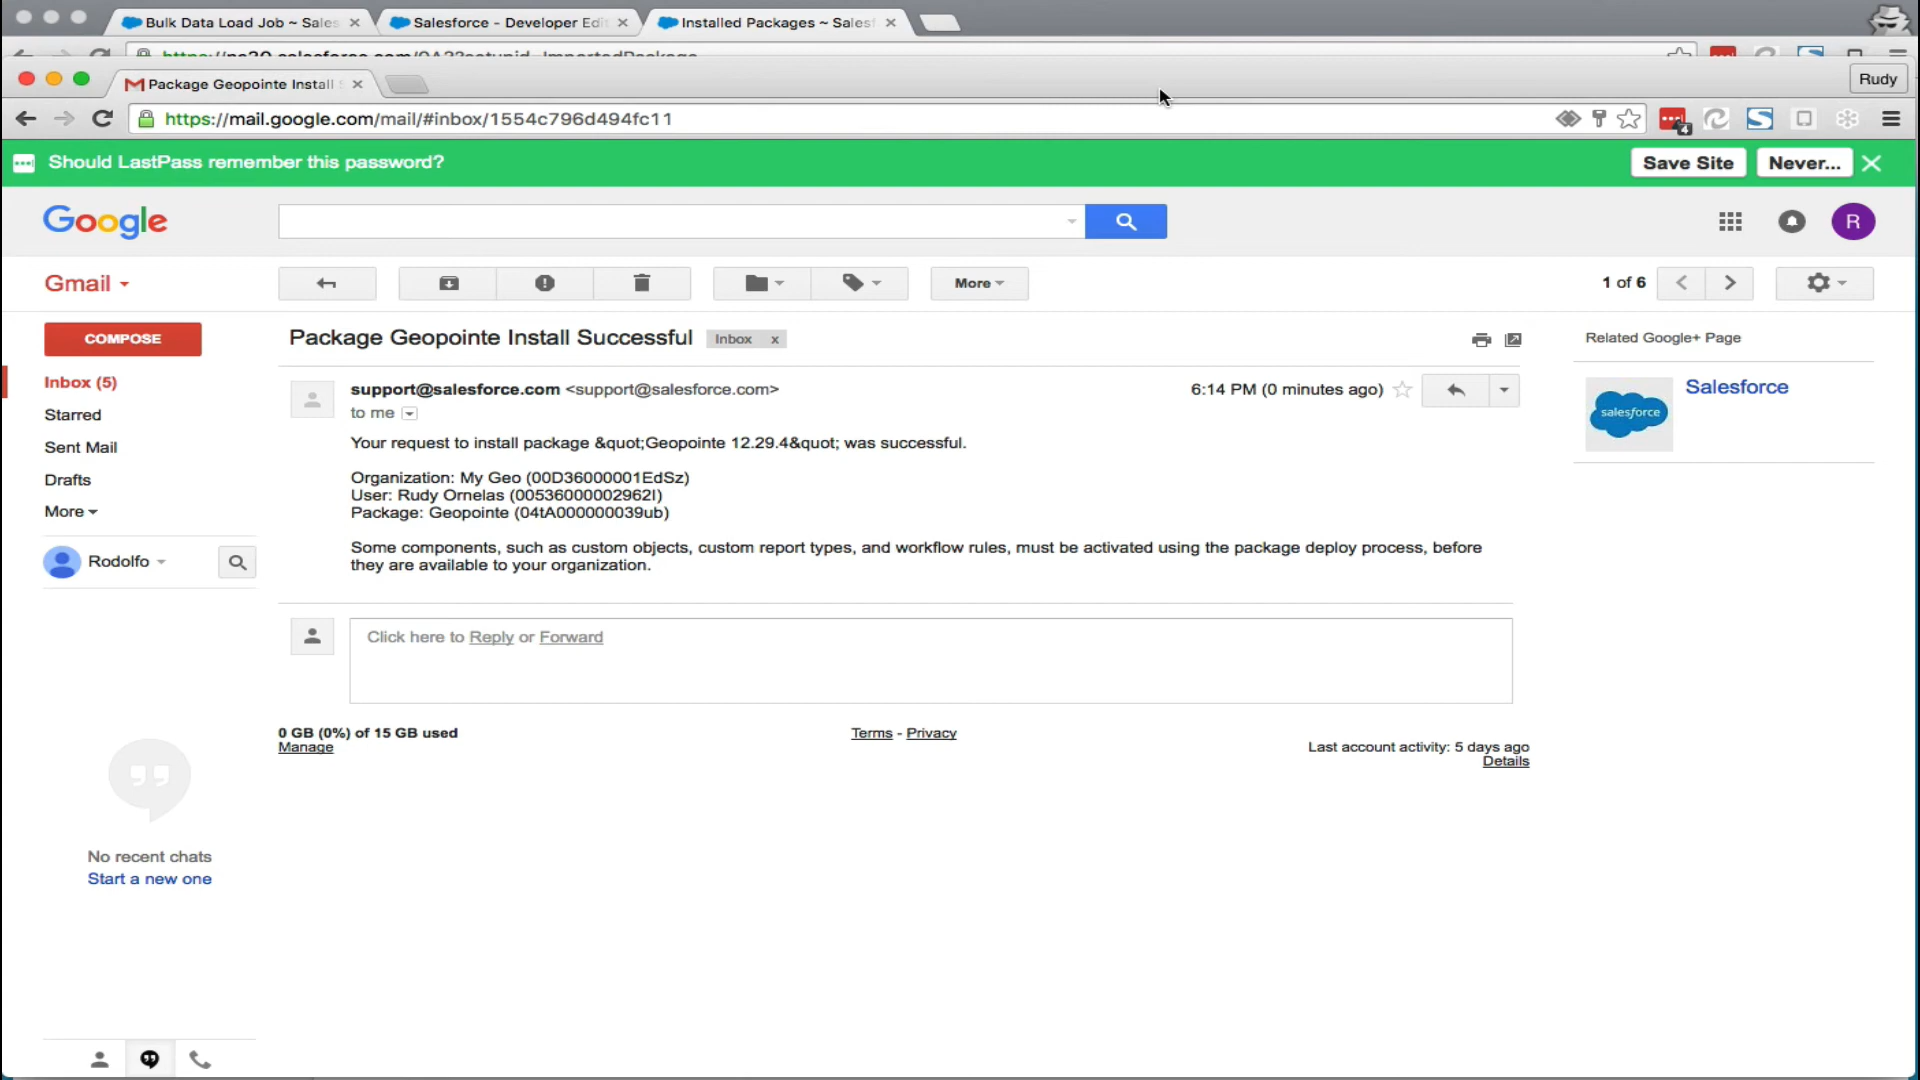 Bulk Data Load Job ~ Sales
Salesforce - Developer Edi
Installed Packages ~ Sales
Package Geopointe Install
Rudy
https://mail.google.com/mail/#inbox/1554c796d494fc11
4
Should LastPass remember this password?
Save Site
Never...
Google
R
Gmail
More
1 of 6
COMPOSE
Package Geopointe Install Successful
Inbox x
Related Google+ Page
Inbox (5)
Starred
Sent Mail
Drafts
More
support@salesforce.com <support@salesforce.com>
6:14 PM (0 minutes ago)
to me
salesforce
Salesforce
Your request to install package &quot;Geopointe 12.29.4&quot; was successful.
Organization: My Geo (00D36000001EdSz)
User: Rudy Ornelas (00536000002962I)
Package: Geopointe (04tA000000039ub)
Some components, such as custom objects, custom report types, and workflow rules, must be activated using the package deploy process, before
they are available to your organization.
Rodolfo
Click here to Reply or Forward
0 GB (0%) of 15 GB used
Manage
Terms - Privacy
Last account activity: 5 days ago
Details
No recent chats
Start a new one